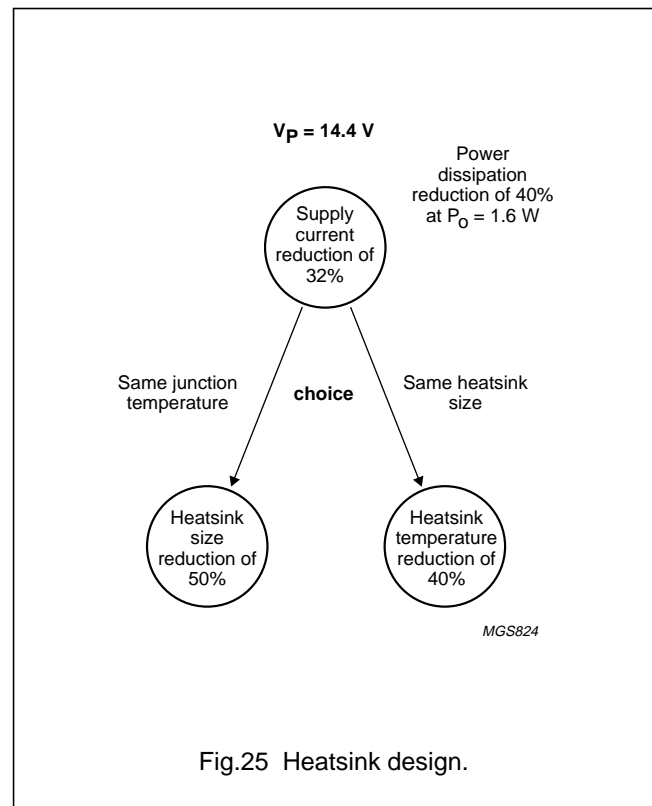 V_P = 14.4 V
Power
dissipation
reduction of 40%
at P_o = 1.6 W
Supply
current
reduction of
32%
Same junction
temperature
choice
Same heatsink
size
Heatsink
size
reduction of
50%
Heatsink
temperature
reduction of
40%
MGS824
Fig.25 Heatsink design.